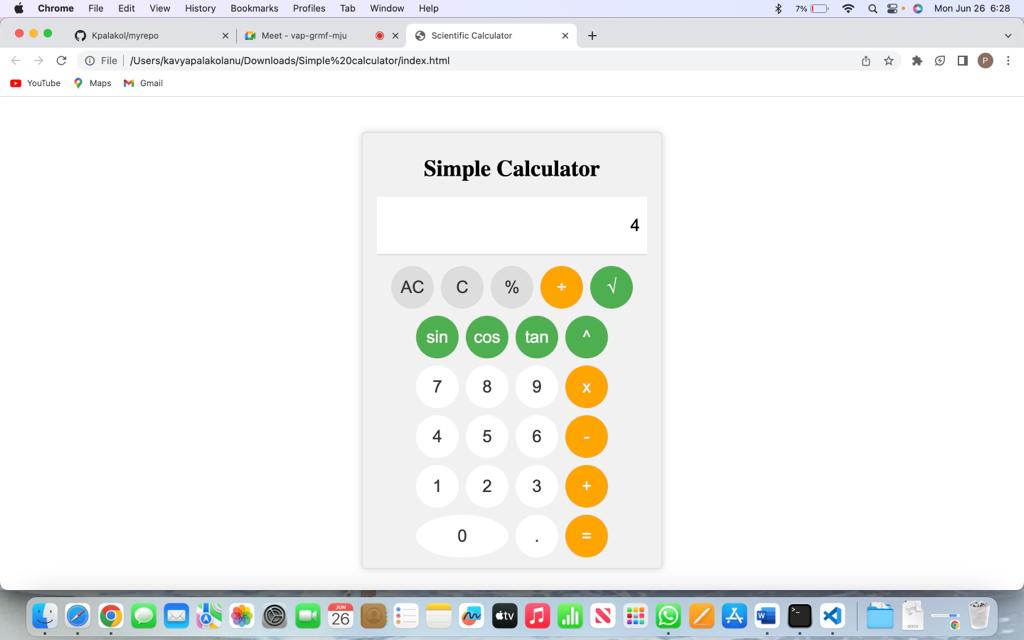 Chrome File Edit View History Bookmarks Profiles Tab Window Help 7% Mon Jun 26 6:28
Kpalakol/myrepo Meet - vap-grmf-mju Scientific Calculator
File /Users/kavyapalakolanu/Downloads/Simple%20calculator/index.html P
YouTube Maps Gmail
Simple Calculator
4
AC C % ÷ √
sin cos tan ^
7 8 9 x
4 5 6 -
1 2 3 +
0 . =
JUN
26 tv W >_